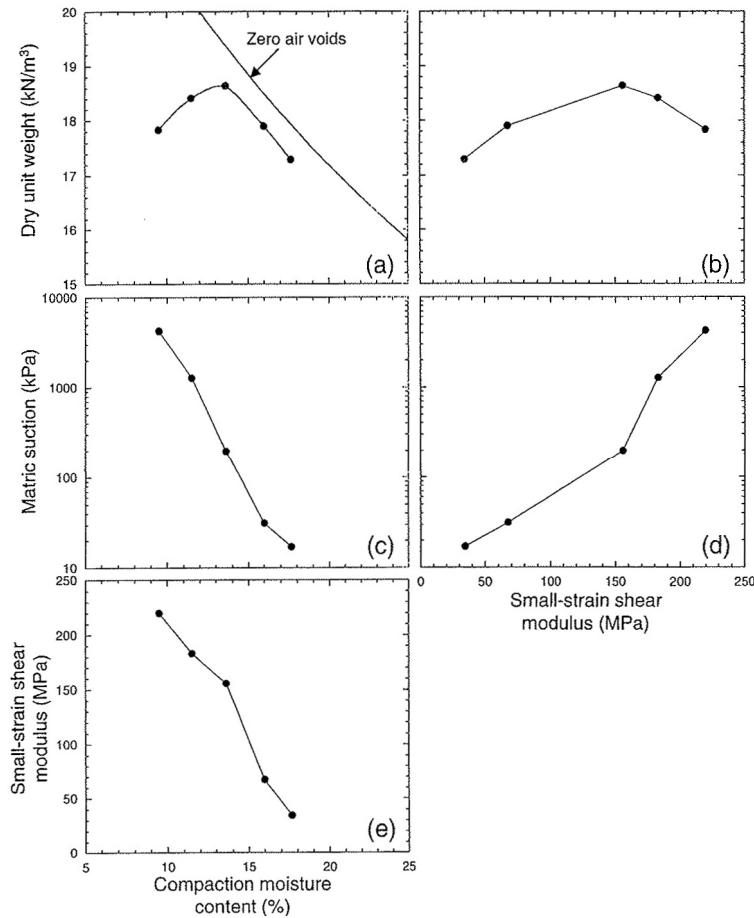 20
19
18
17
16
15
Dry unit weight (kN/m³)
Zero air voids
(a)
(b)
10000
1000
100
10
Matric suction (kPa)
(c)
(d)
0 50 100 150 200 250
Small-strain shear
modulus (MPa)
250
200
150
100
50
0
Small-strain shear
modulus (MPa)
(e)
5 10 15 20 25
Compaction moisture
content (%)